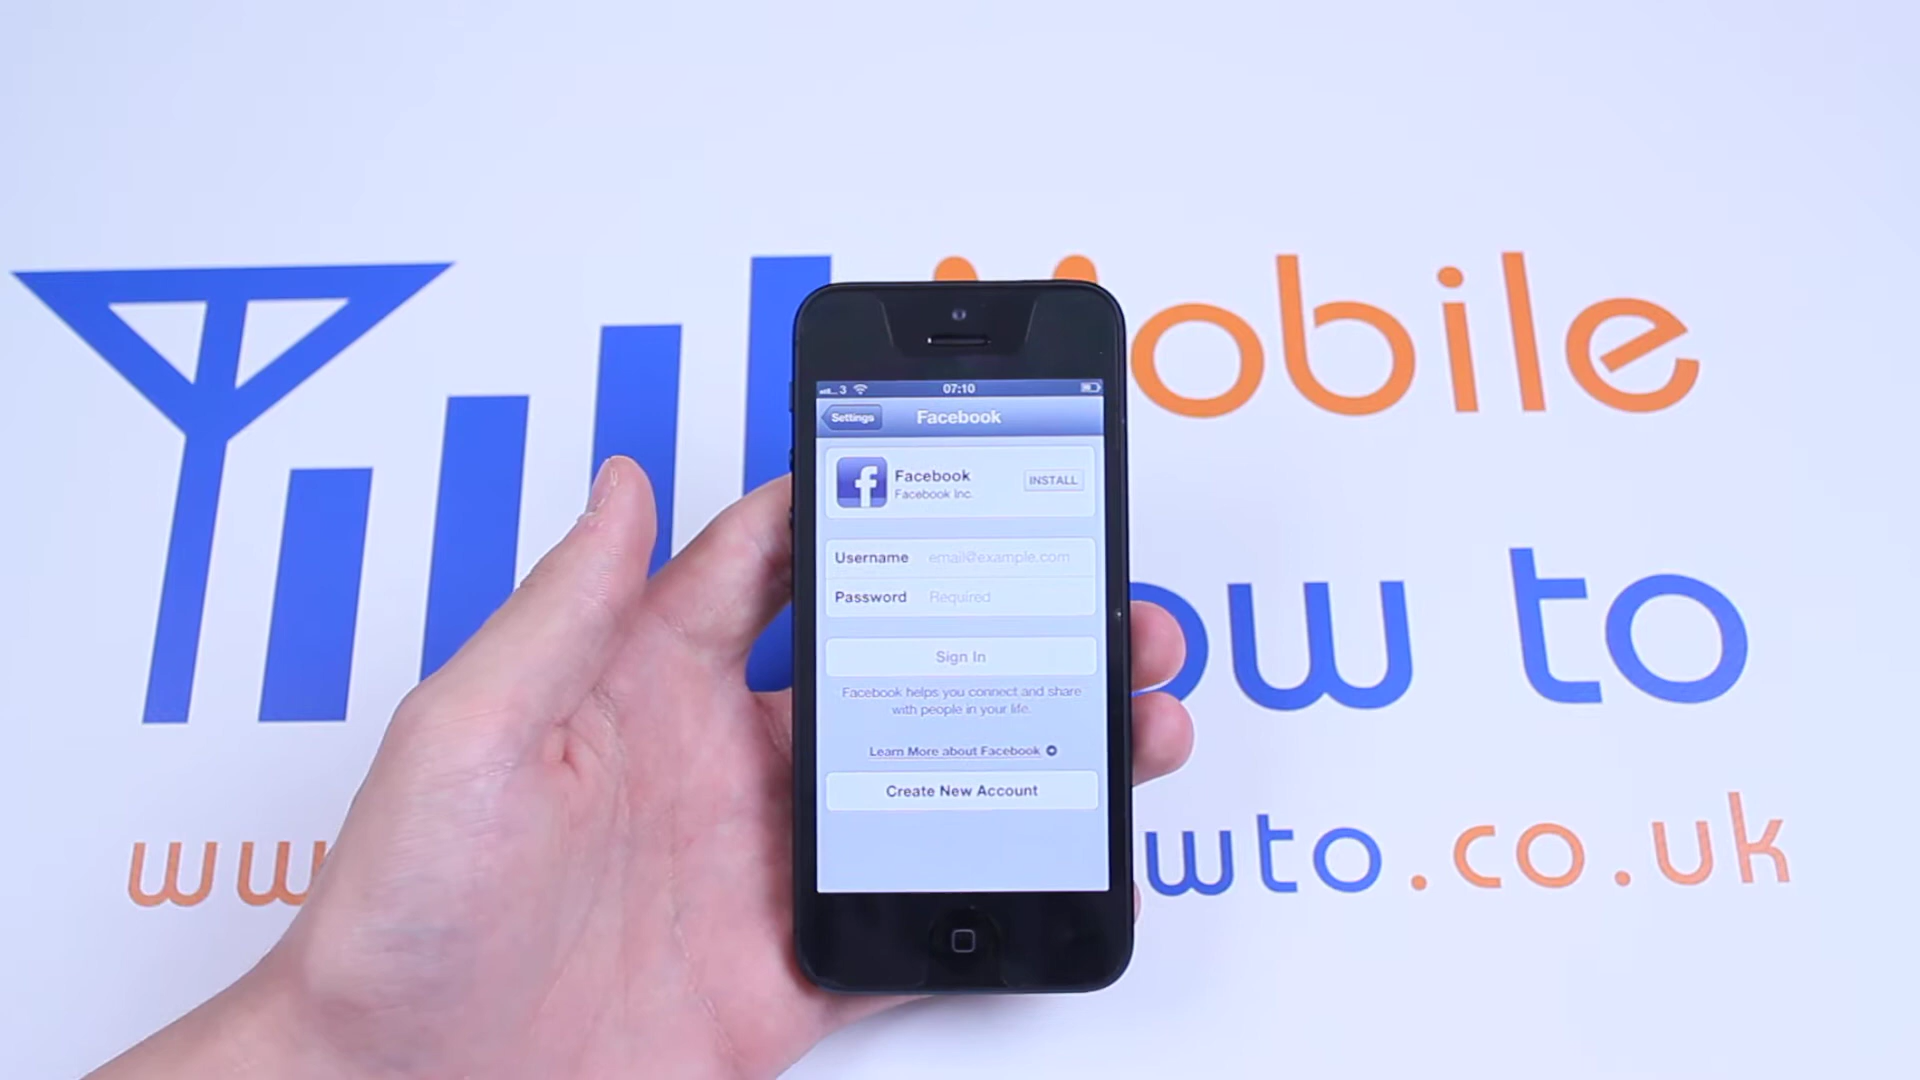 obile
ow to
ww
wto.co.uk
3 07:10
Settings Facebook
Facebook INSTALL
Facebook Inc.
Username email@example.com
Password Required
Sign In
Facebook helps you connect and share
with people in your life.
Learn More about Facebook
Create New Account